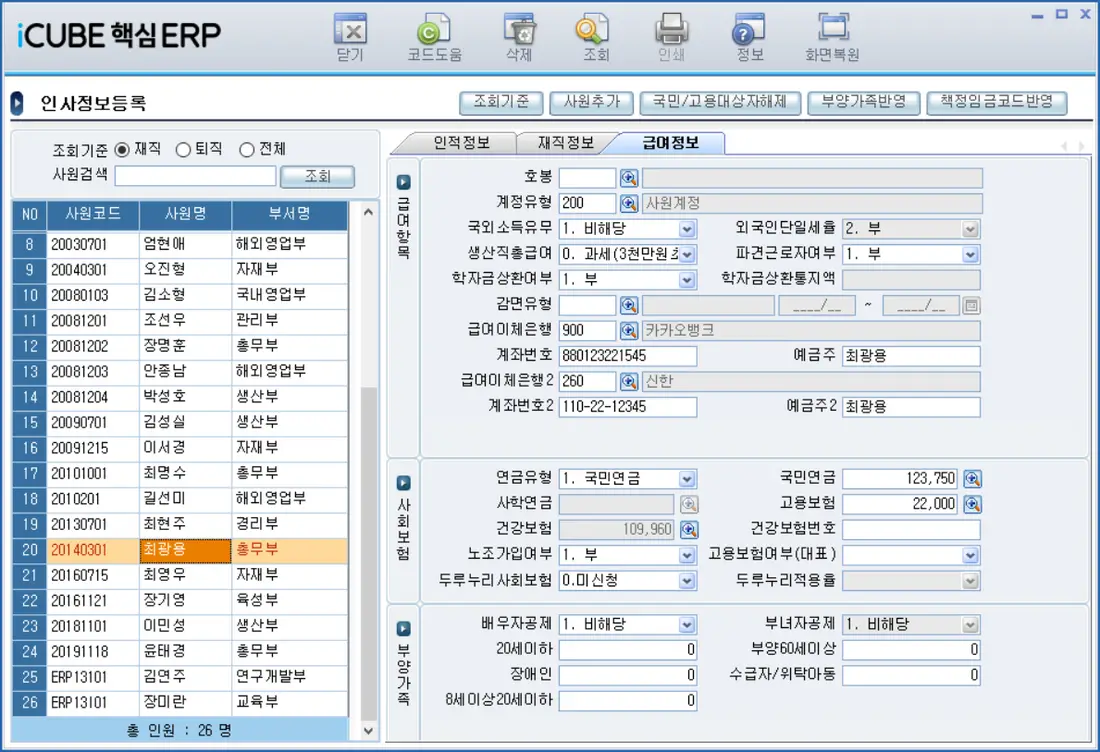 iCUBE 핵심 ERP
닫기 코드도움 삭제 조회 인쇄 정보 화면복원
인사정보등록
조회기준 사원추가 국민/고용대상자해제 부양가족반영 책정임금코드반영
조회기준 재직 퇴직 전체
사원검색 조회
NO 사원코드 사원명 부서명
8 20030701 엄현애 해외영업부
9 20040301 오진형 자재부
10 20080103 김소형 국내영업부
11 20081201 조선우 관리부
12 20081202 장명훈 총무부
13 20081203 안종남 해외영업부
14 20081204 박성호 생산부
15 20090701 김성실 생산부
16 20091215 이서경 자재부
17 20101001 최명수 총무부
18 2010201 길선미 해외영업부
19 20130701 최현주 경리부
20 20140301 최광용 총무부
21 20160715 최영우 자재부
22 20161121 장기영 육성부
23 20181101 이민성 생산부
24 20191118 윤태경 총무부
25 ERP13101 김연주 연구개발부
26 ERP13101 장미란 교육부
총 인원 : 26 명
인적정보 재직정보 급여정보
급여항목
호봉
계정유형 200 사원계정
국외소득유무 1. 비해당 외국인단일세율 2. 부
생산직총급여 0. 과세(3천만원초 파견근로자여부 1. 부
학자금상환여부 1. 부 학자금상환통지액
감면유형 ____/__ ~ ____/__
급여이체은행 900 카카오뱅크
계좌번호 880123221545 예금주 최광용
급여이체은행2 260 신한
계좌번호2 110-22-12345 예금주2 최광용
사회보험
연금유형 1. 국민연금 국민연금 123,750
사학연금 고용보험 22,000
건강보험 109,960 건강보험번호
노조가입여부 1. 부 고용보험여부(대표)
두루누리사회보험 0.미신청 두루누리적용율
부양가족
배우자공제 1. 비해당 부녀자공제 1. 비해당
20세이하 0 부양60세이상 0
장애인 0 수급자/위탁아동 0
8세이상20세이하 0